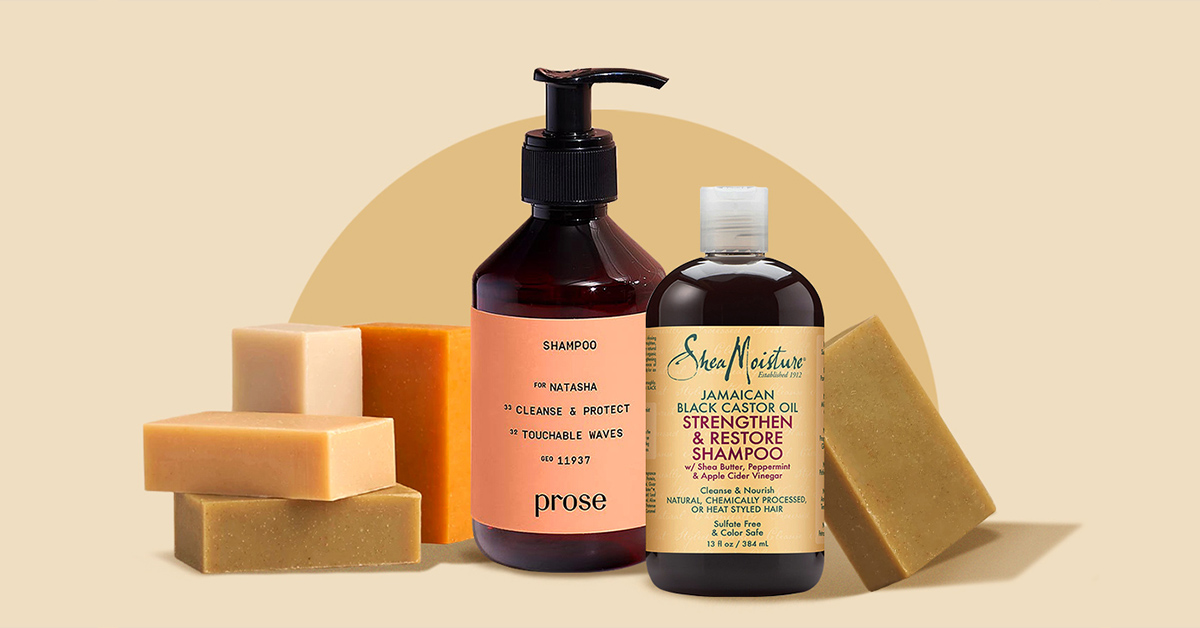 SHAMPOO
FOR NATASHA
33 CLEANSE & PROTECT
32 TOUCHABLE WAVES
GEO 11937
prose
SheaMoisture®
Established 1912
JAMAICAN
BLACK CASTOR OIL
STRENGTHEN
& RESTORE
SHAMPOO
w/ Shea Butter, Peppermint
& Apple Cider Vinegar
Cleanse & Nourish
NATURAL, CHEMICALLY PROCESSED,
OR HEAT STYLED HAIR
Sulfate Free
& Color Safe
13 fl oz / 384 mL